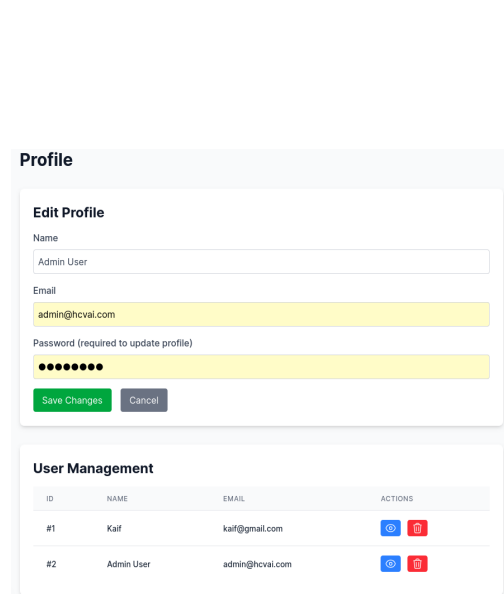 Profile
Edit Profile
Name
Admin User
Email
admin@hcvai.com
Password (required to update profile)
●●●●●●●●
Save Changes Cancel
User Management
ID NAME EMAIL ACTIONS
#1 Kaif kaif@gmail.com
#2 Admin User admin@hcvai.com